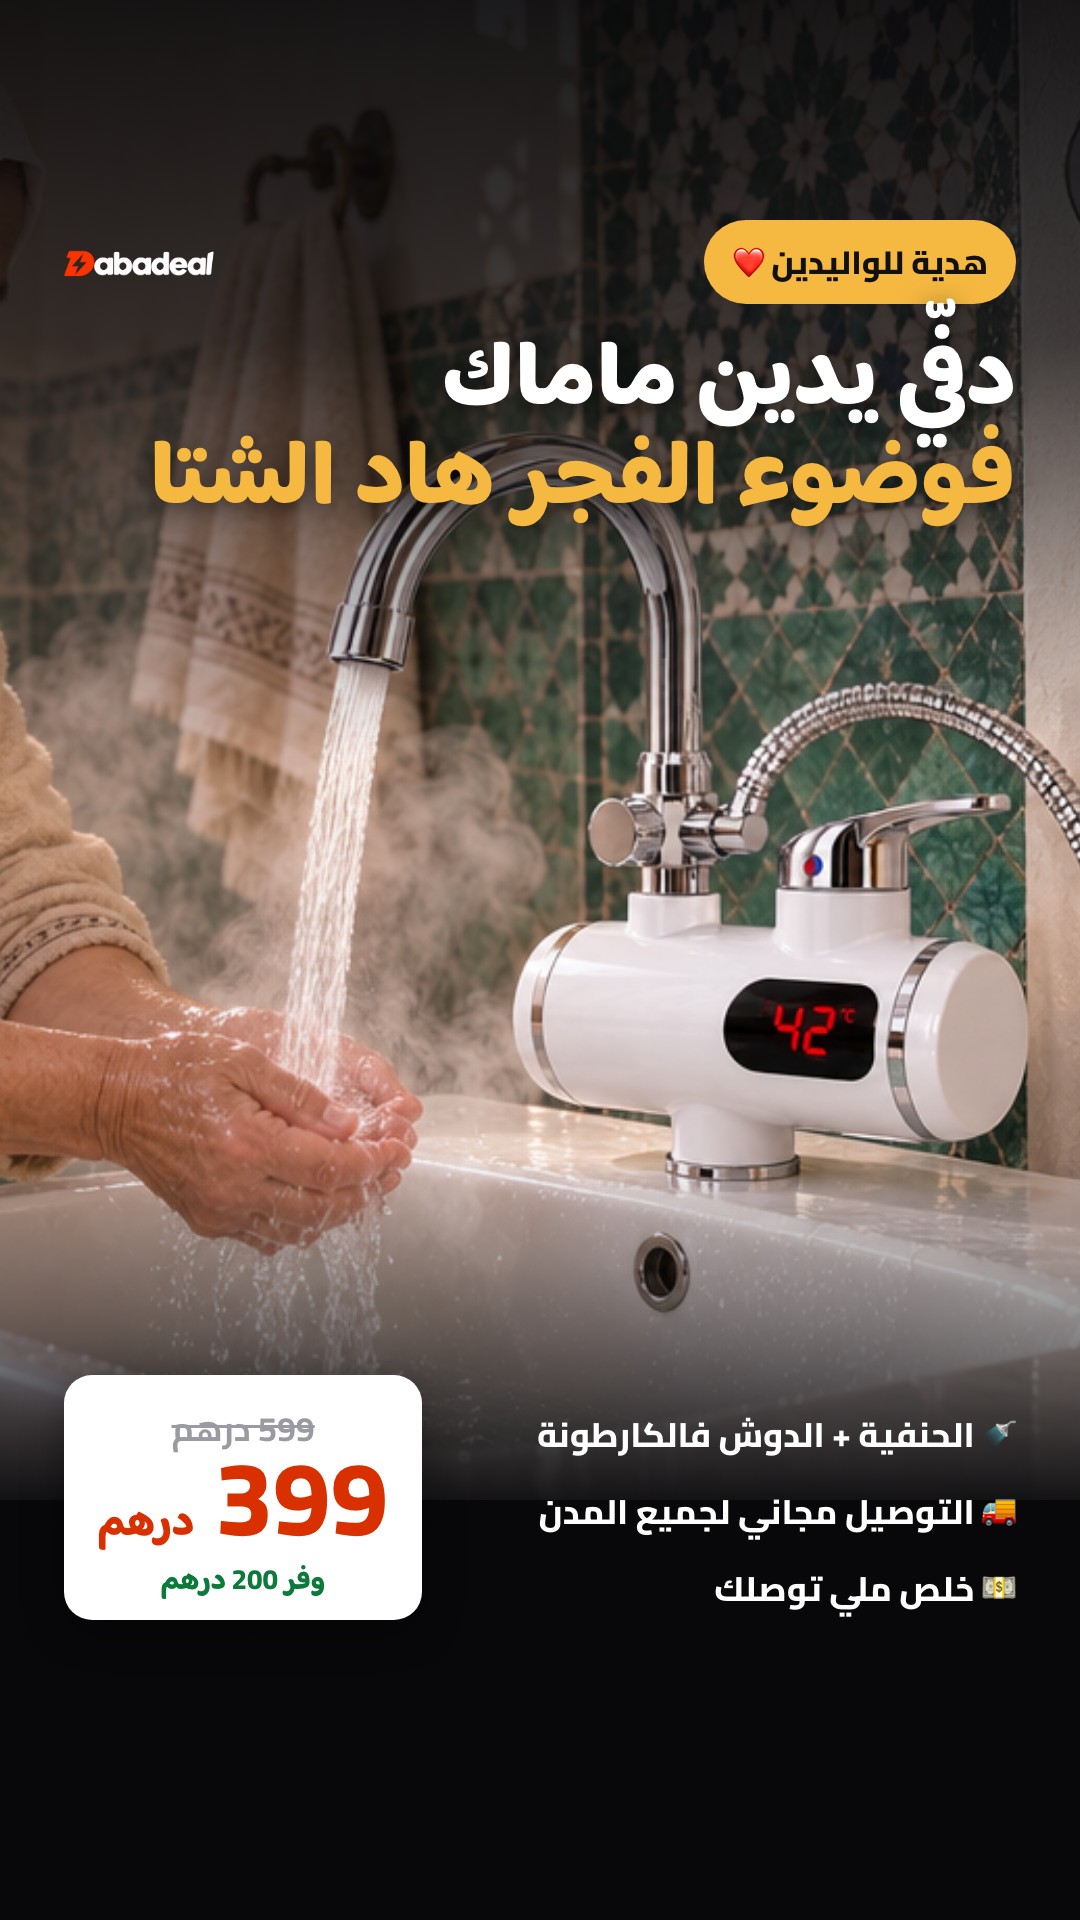 Dabadeal
هدية للواليدين ❤️
دفّي يدين ماماك
فوضوء الفجر هاد الشتا
42°C
599 درهم
399 درهم
وفر 200 درهم
🚿 الحنفية + الدوش فالكارطونة
🚚 التوصيل مجاني لجميع المدن
💵 خلص ملي توصلك